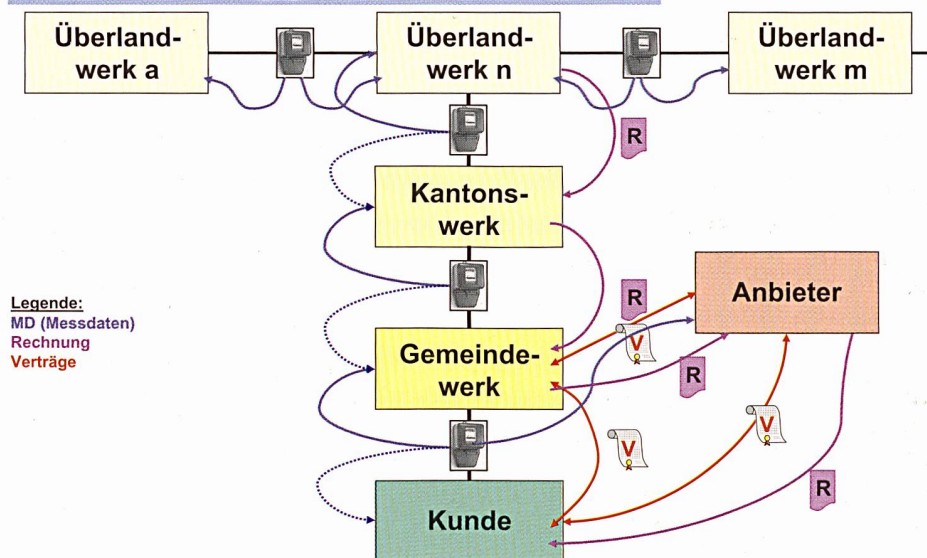 Überland-
werk a
Überland-
werk n
Überland-
werk m
R
Kantons-
werk
R
Anbieter
Legende:
MD (Messdaten)
Rechnung
Verträge
V
Gemeinde-
werk
R
V
V
R
Kunde